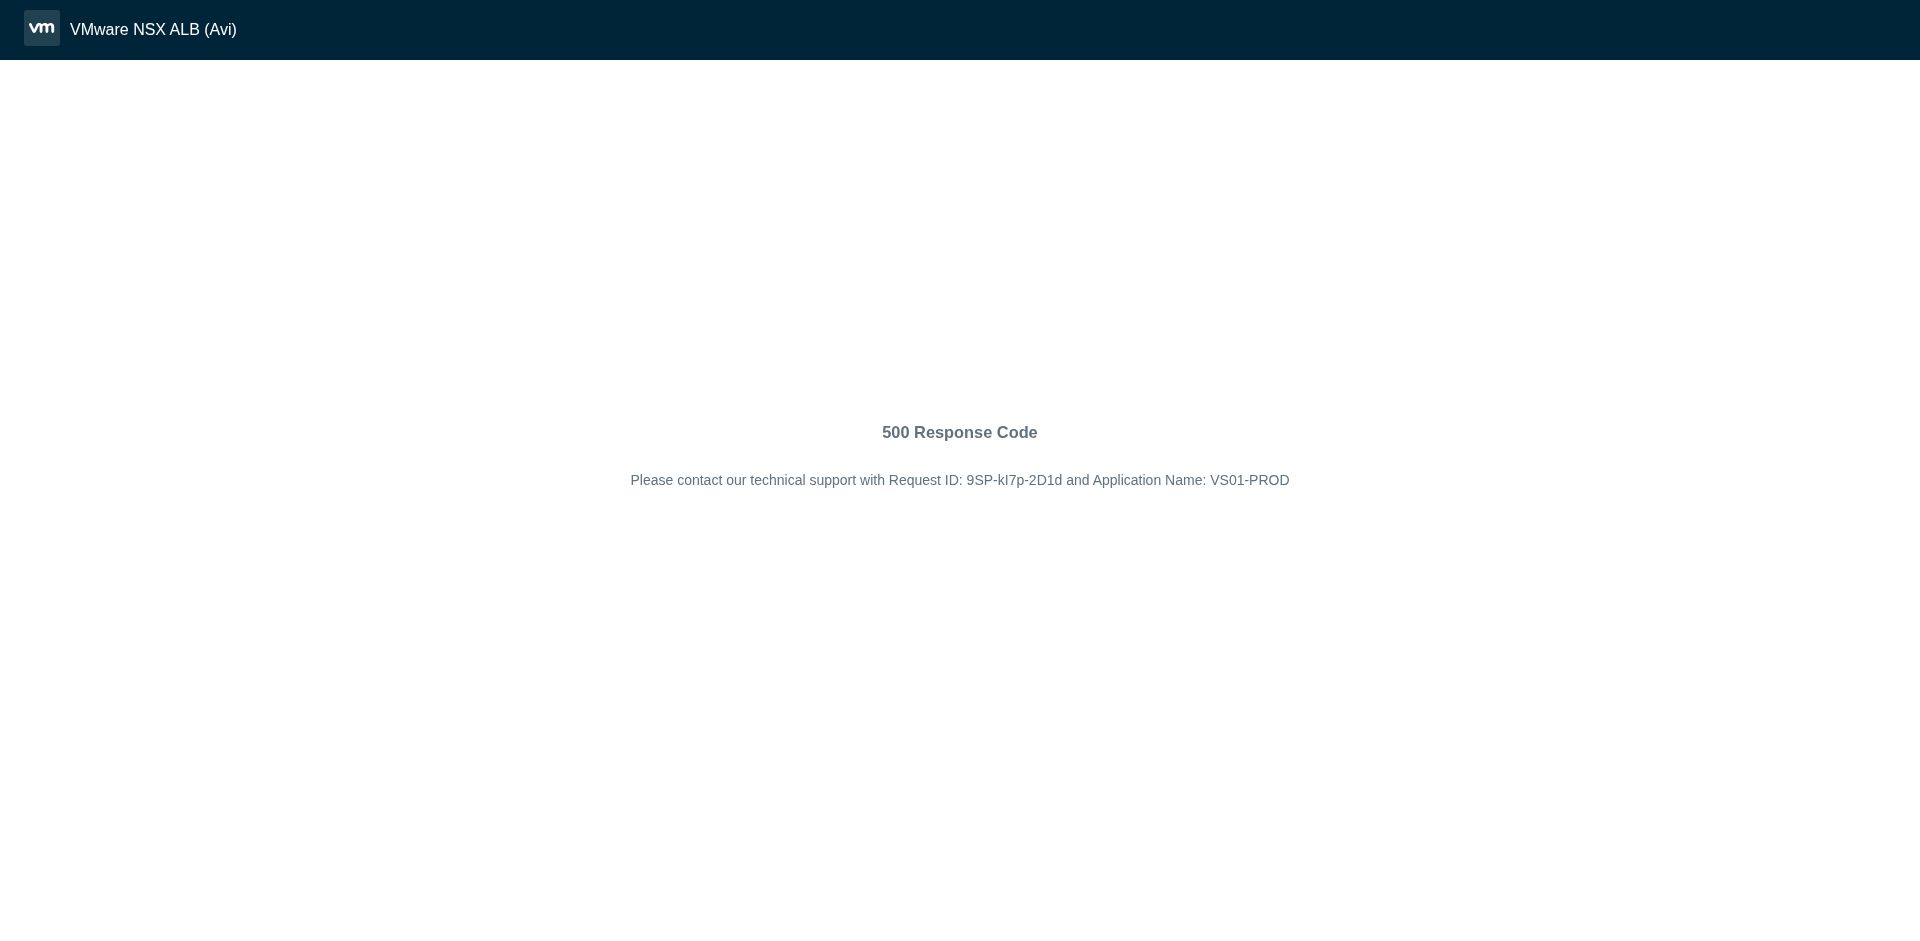 vm VMware NSX ALB (Avi)
500 Response Code
Please contact our technical support with Request ID: 9SP-kI7p-2D1d and Application Name: VS01-PROD